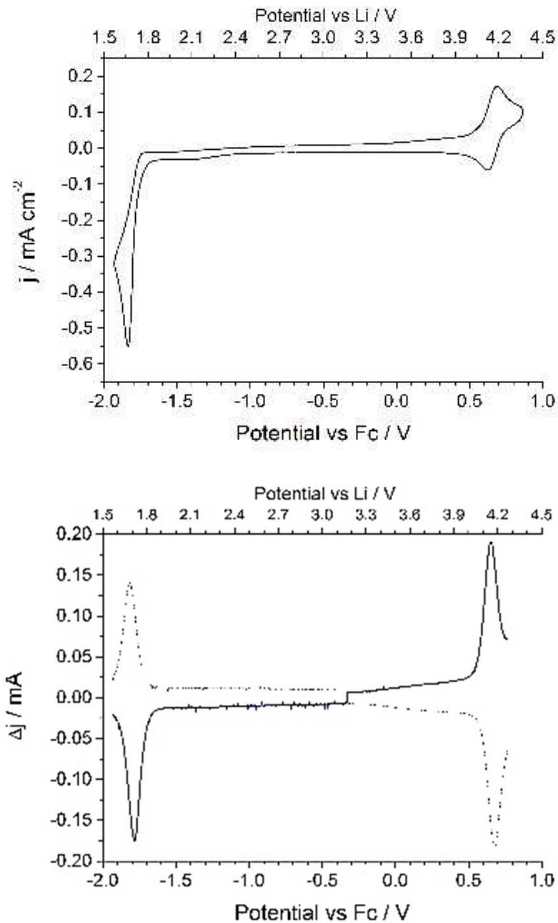 Potential vs Li / V
1.5 1.8 2.1 2.4 2.7 3.0 3.3 3.6 3.9 4.2 4.5
0.2
0.1
0.0
-0.1
-0.2
-0.3
-0.4
-0.5
-0.6
j / mA cm⁻²
-2.0 -1.5 -1.0 -0.5 0.0 0.5 1.0
Potential vs Fc / V
Potential vs Li / V
1.5 1.8 2.1 2.4 2.7 3.0 3.3 3.6 3.9 4.2 4.5
0.20
0.15
0.10
0.05
0.00
-0.05
-0.10
-0.15
-0.20
Δj / mA
-2.0 -1.5 -1.0 -0.5 0.0 0.5 1.0
Potential vs Fc / V